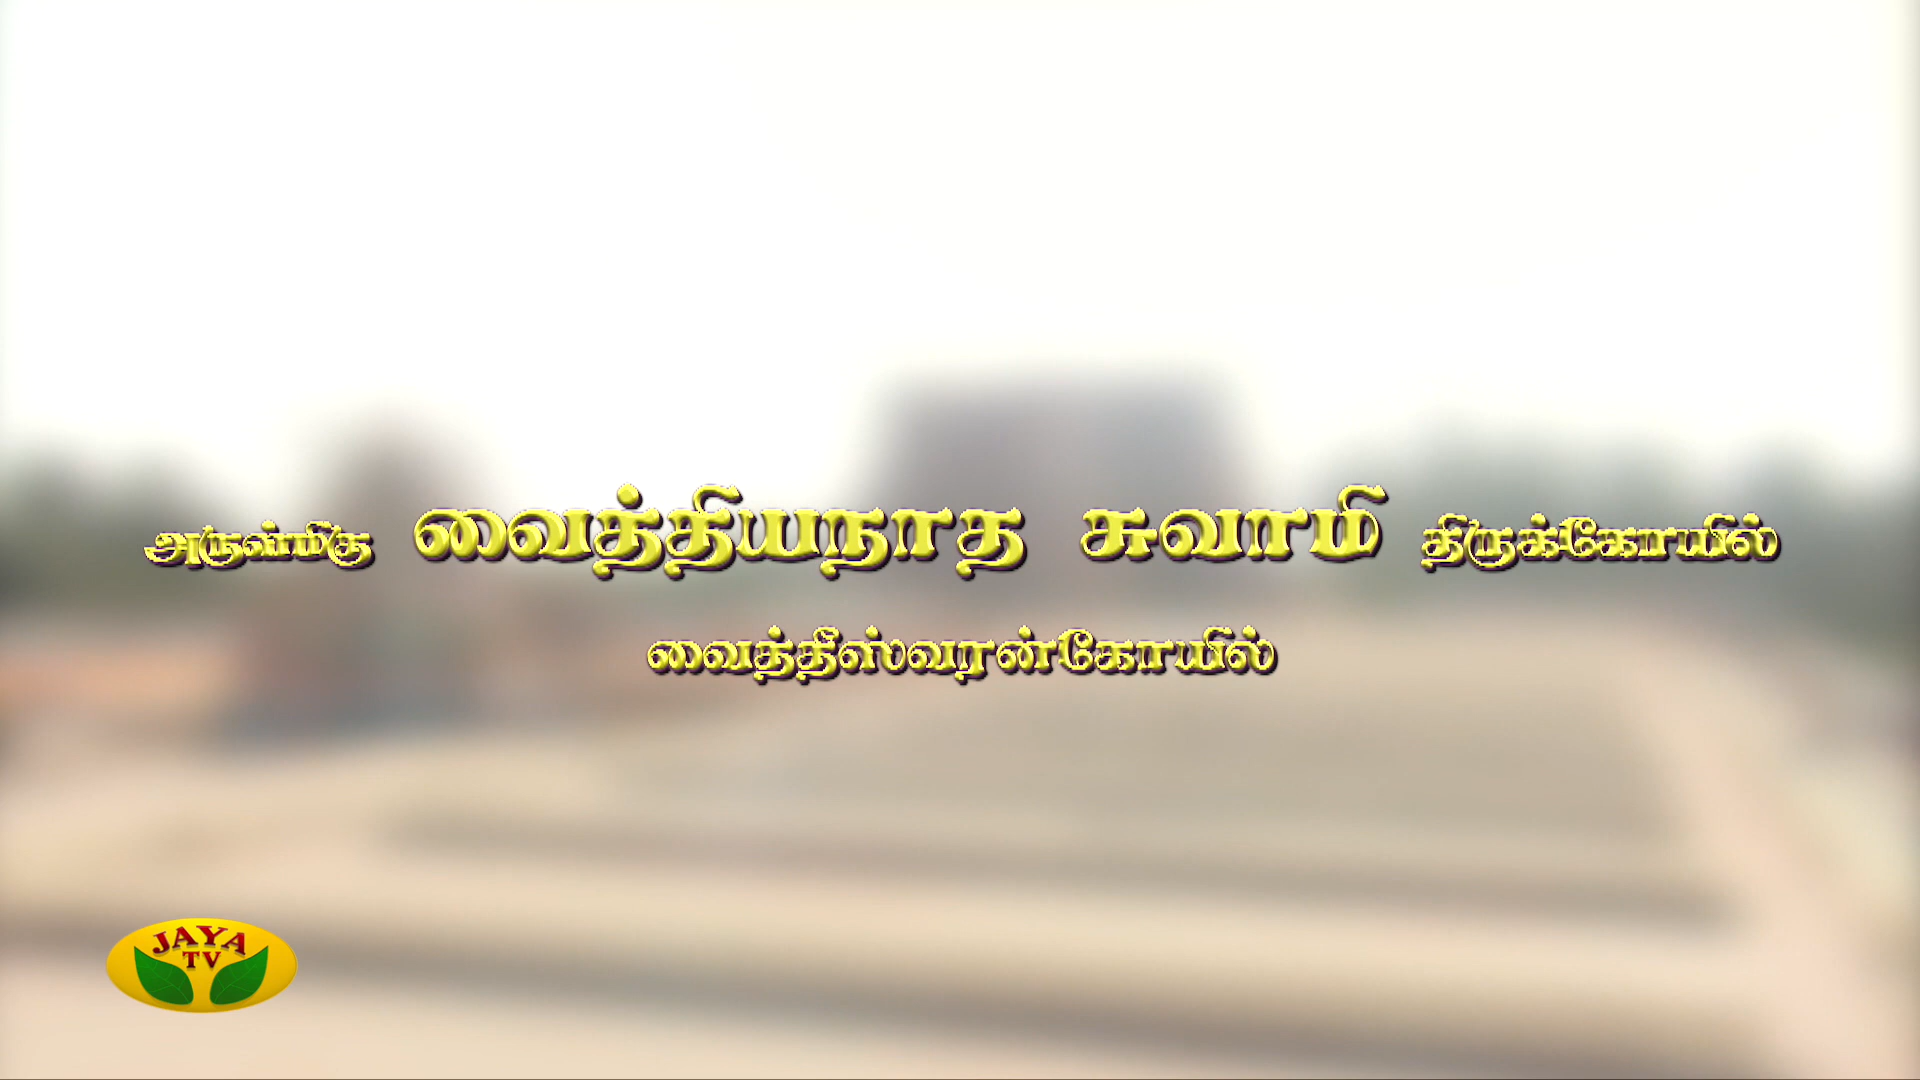 அருள்மிகு வைத்தியநாத சுவாமி திருக்கோயில்
வைத்தீஸ்வரன்கோயில்
JAYA
TV